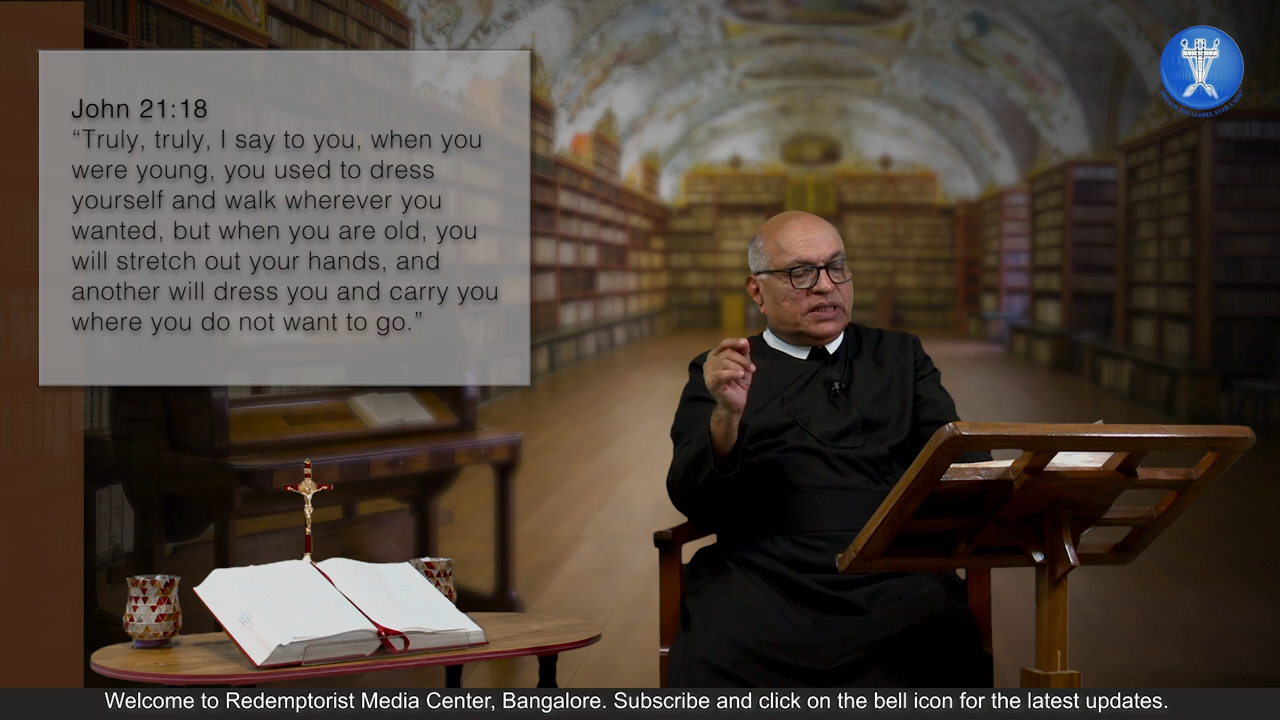 John 21:18
“Truly, truly, I say to you, when you
were young, you used to dress
yourself and walk wherever you
wanted, but when you are old, you
will stretch out your hands, and
another will dress you and carry you
where you do not want to go.”
Welcome to Redemptorist Media Center, Bangalore. Subscribe and click on the bell icon for the latest updates.